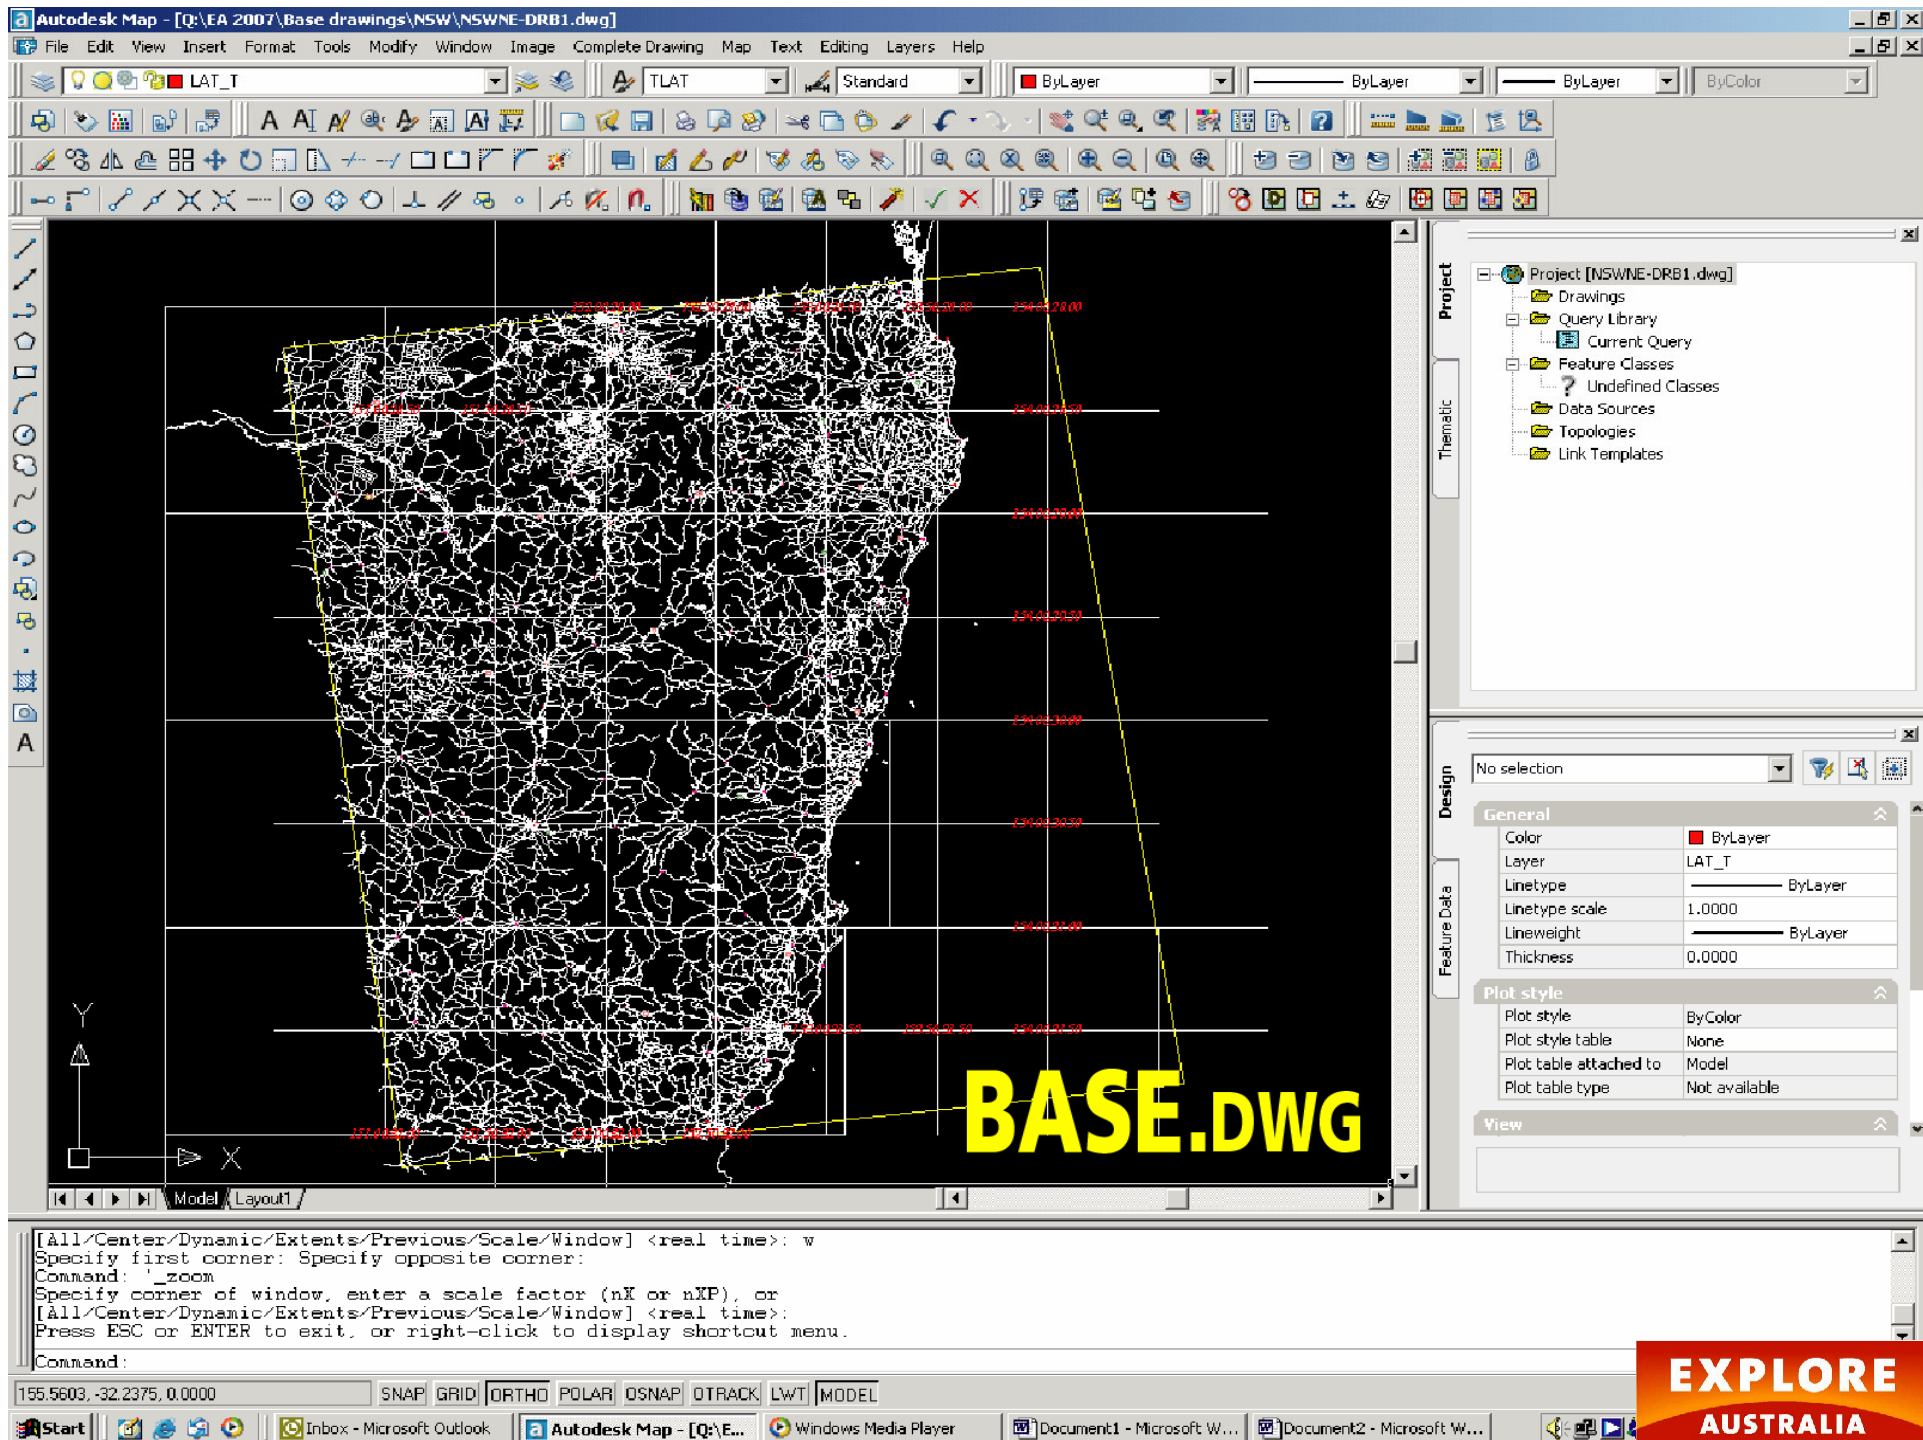 Autodesk Map - [Q:\EA 2007\Base drawings\NSW\NSWNE-DRB1.dwg]
File Edit View Insert Format Tools Modify Window Image Complete Drawing Map Text Editing Layers Help
LAT_T TLAT Standard ByLayer ByLayer ByLayer ByColor
Project
Thematic
Project [NSWNE-DRB1.dwg]
Drawings
Query Library
Current Query
Feature Classes
Undefined Classes
Data Sources
Topologies
Link Templates
Design
Feature Data
No selection
General
Color ByLayer
Layer LAT_T
Linetype ByLayer
Linetype scale 1.0000
Lineweight ByLayer
Thickness 0.0000
Plot style
Plot style ByColor
Plot style table None
Plot table attached to Model
Plot table type Not available
View
BASE.DWG
Y
X
Model Layout1
[All/Center/Dynamic/Extents/Previous/Scale/Window] <real time>: w
Specify first corner: Specify opposite corner:
Command: '_zoom
Specify corner of window, enter a scale factor (nX or nXP), or
[All/Center/Dynamic/Extents/Previous/Scale/Window] <real time>:
Press ESC or ENTER to exit, or right-click to display shortcut menu.
Command:
155.5603, -32.2375, 0.0000 SNAP GRID ORTHO POLAR OSNAP OTRACK LWT MODEL
Start Inbox - Microsoft Outlook Autodesk Map - [Q:\E... Windows Media Player Document1 - Microsoft W... Document2 - Microsoft W...
EXPLORE
AUSTRALIA